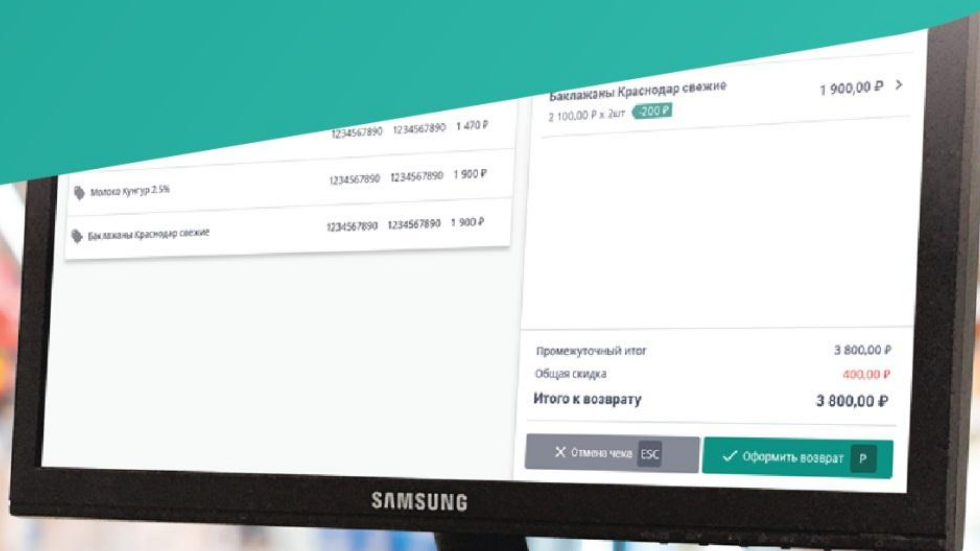 1234567890 1234567890 1 470 ₽
Молоко Кунгур 2.5% 1234567890 1234567890 1 900 ₽
Баклажаны Краснодар свежие 1234567890 1234567890 1 900 ₽
Баклажаны Краснодар свежие 1 900,00 ₽
2 100,00 ₽ x 2шт -200 ₽
Промежуточный итог 3 800,00 ₽
Общая скидка 400,00 ₽
Итого к возврату 3 800,00 ₽
Отмена чека ESC
Оформить возврат P
SAMSUNG